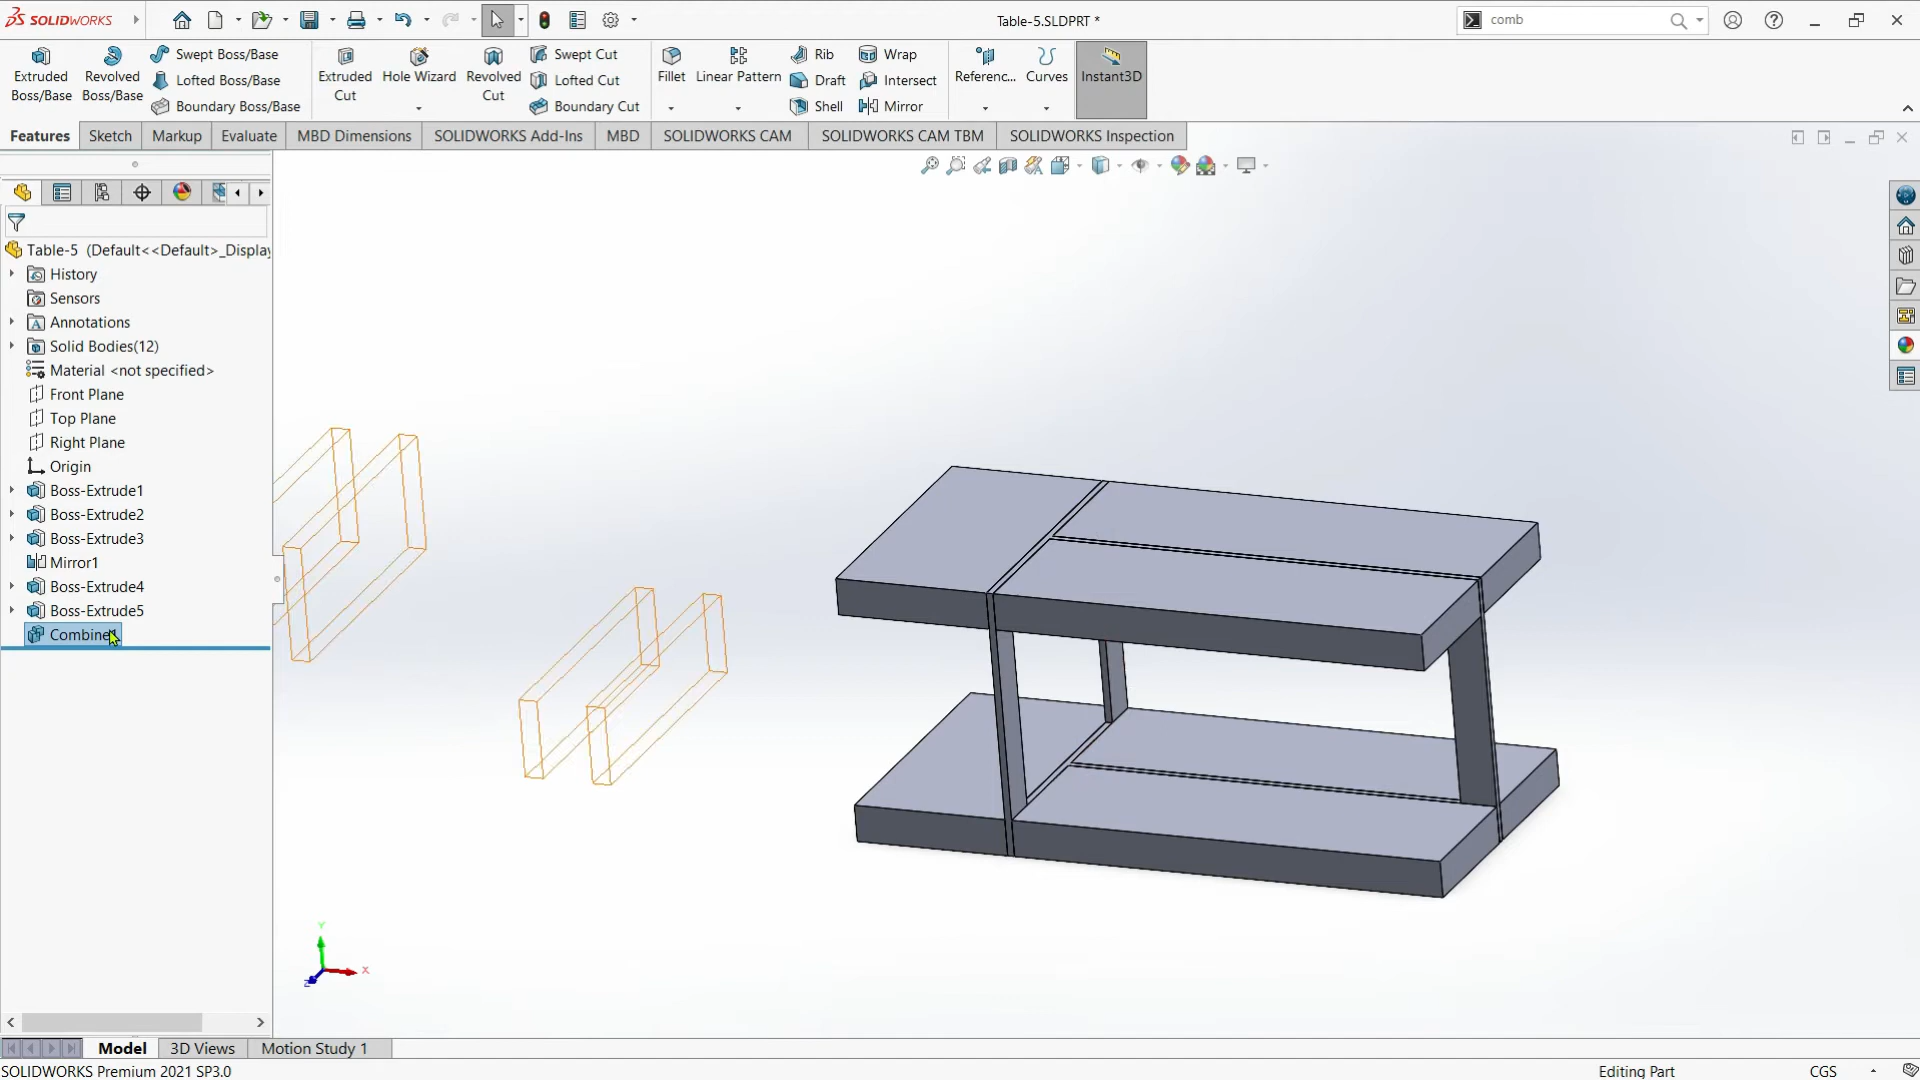 SOLIDWORKS
Table-5.SLDPRT *
comb
Extruded Boss/Base
Revolved Boss/Base
Swept Boss/Base
Lofted Boss/Base
Boundary Boss/Base
Extruded Cut
Hole Wizard
Revolved Cut
Swept Cut
Lofted Cut
Boundary Cut
Fillet
Linear Pattern
Rib
Draft
Shell
Wrap
Intersect
Mirror
Referenc...
Curves
Instant3D
Features
Sketch
Markup
Evaluate
MBD Dimensions
SOLIDWORKS Add-Ins
MBD
SOLIDWORKS CAM
SOLIDWORKS CAM TBM
SOLIDWORKS Inspection
Table-5 (Default<<Default>_Display
History
Sensors
Annotations
Solid Bodies(12)
Material <not specified>
Front Plane
Top Plane
Right Plane
Origin
Boss-Extrude1
Boss-Extrude2
Boss-Extrude3
Mirror1
Boss-Extrude4
Boss-Extrude5
Combine1
Y
X
Z
Model
3D Views
Motion Study 1
SOLIDWORKS Premium 2021 SP3.0
Editing Part
CGS